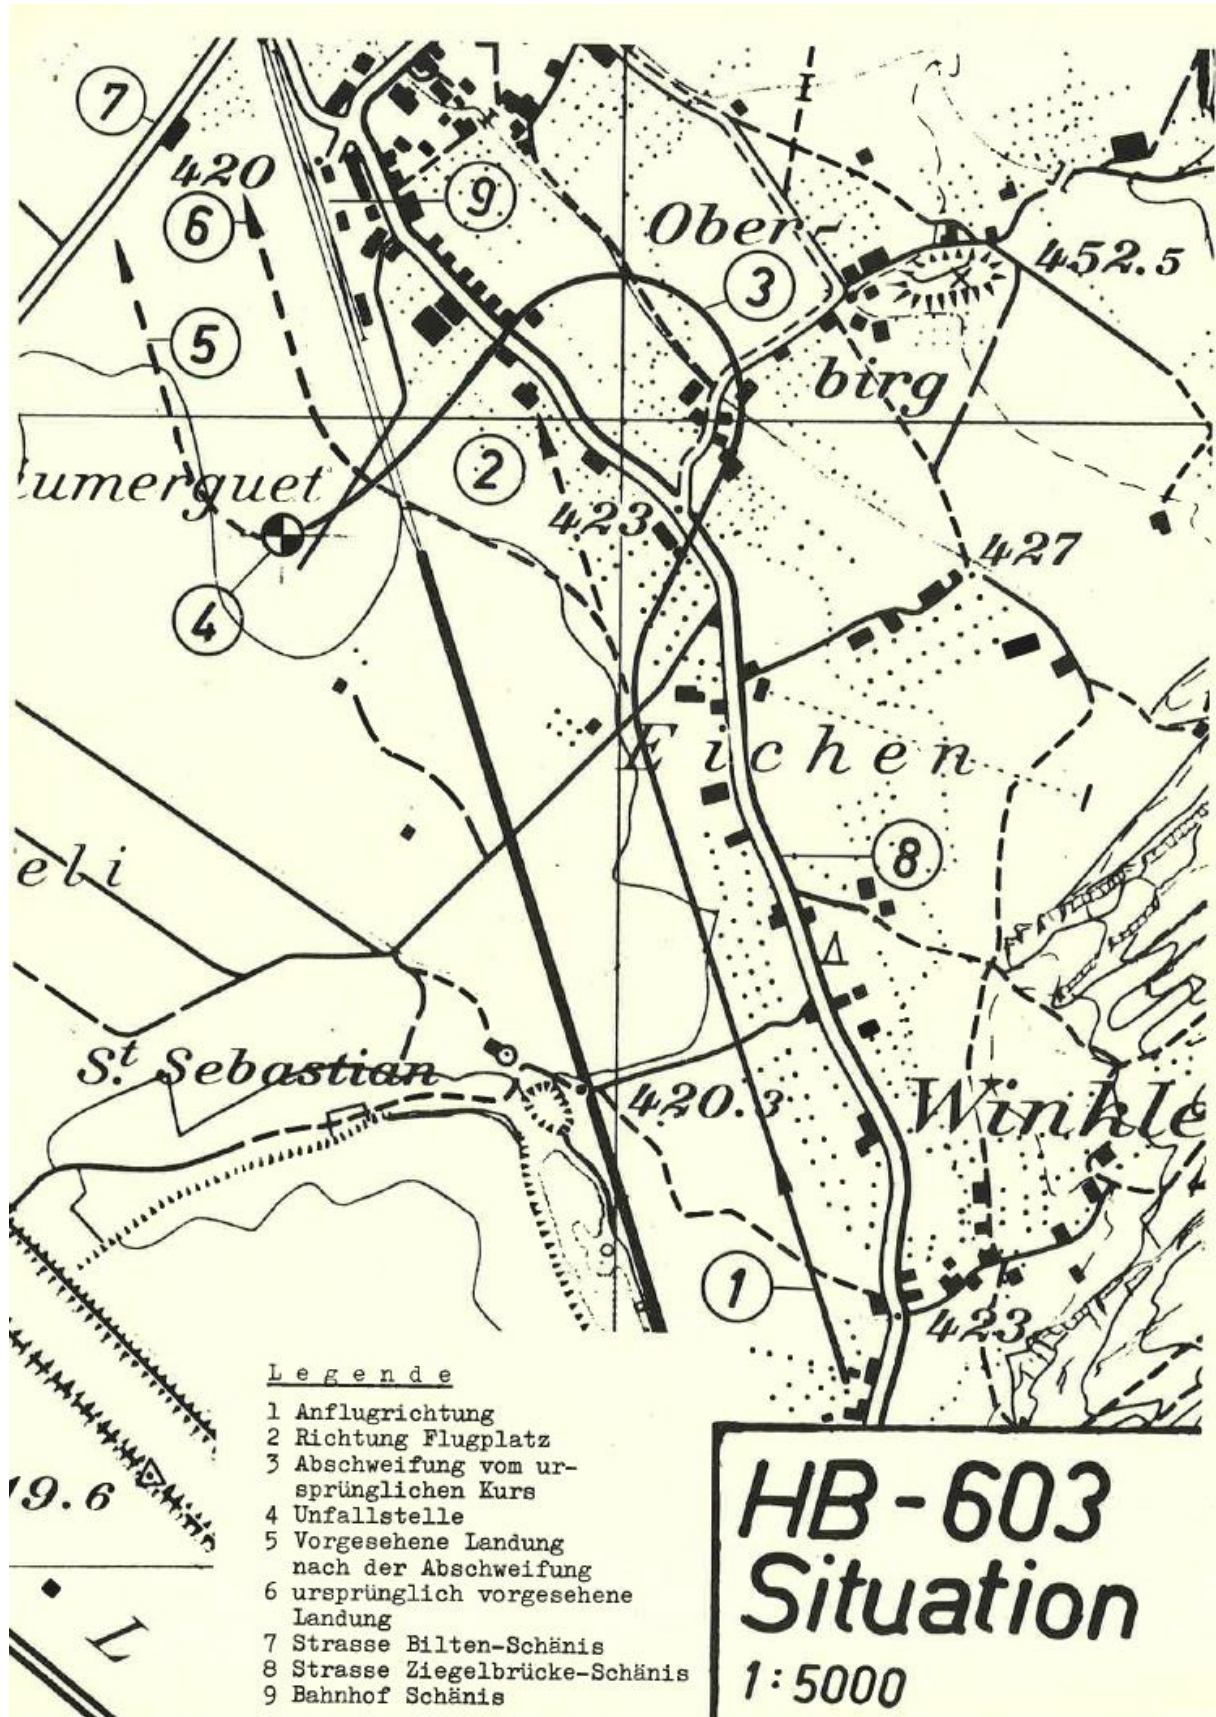 7
420
6
9
Ober-
3
452.5
5
birg
2
umerguet
423
427
4
Eichen
8
eli
St. Sebastian
420.3
Winkle
1
423
Legende
1 Anflugrichtung
2 Richtung Flugplatz
3 Abschweifung vom ur-
sprünglichen Kurs
4 Unfallstelle
5 Vorgesehene Landung
nach der Abschweifung
6 ursprünglich vorgesehene
Landung
7 Strasse Bilten-Schänis
8 Strasse Ziegelbrücke-Schänis
9 Bahnhof Schänis
19.6
L
HB-603
Situation
1:5000